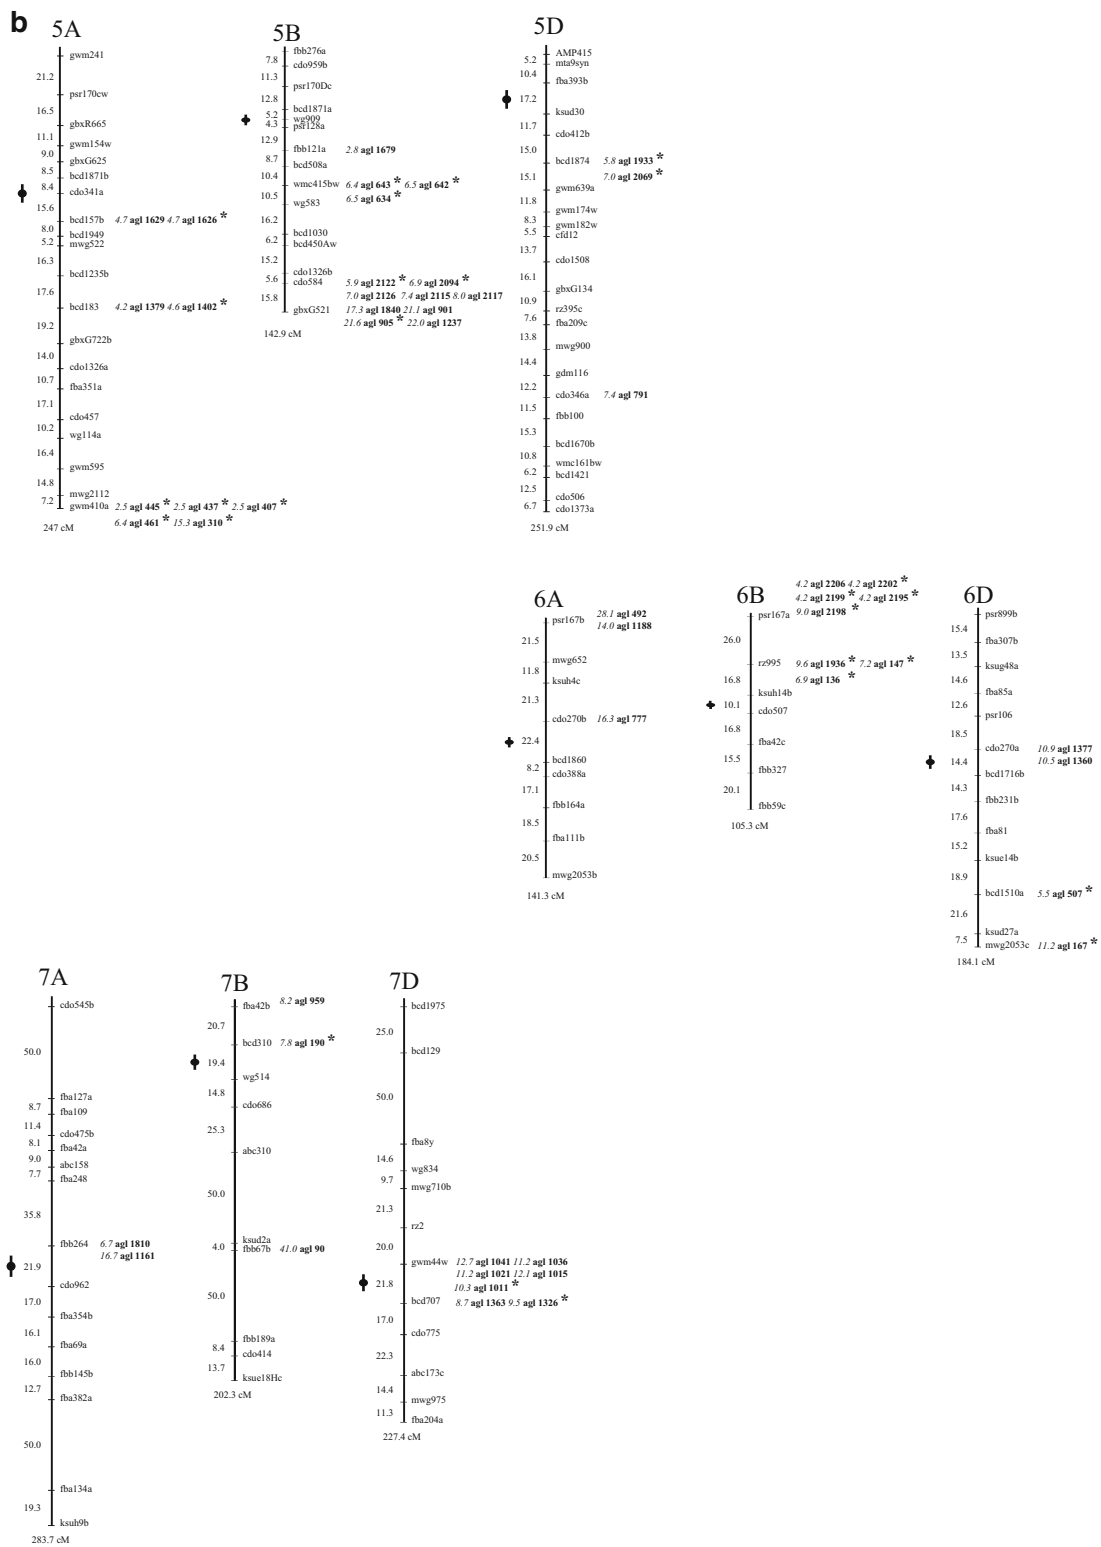 b
5A
gwm241
21.2
psr170cw
16.5
gbxR665
11.1
gwm154w
9.0
gbxG625
8.5
bcd1871b
8.4
cdo341a
15.6
bcd157b 4.7 agl 1629 4.7 agl 1626 *
8.0
bcd1949
5.2
mwg522
16.3
bcd1235b
17.6
bcd183 4.2 agl 1379 4.6 agl 1402 *
19.2
gbxG722b
14.0
cdo1326a
10.7
fba351a
17.1
cdo457
10.2
wg114a
16.4
gwm595
14.8
mwg2112
7.2
gwm410a 2.5 agl 445 * 2.5 agl 437 * 2.5 agl 407 *
6.4 agl 461 * 15.3 agl 310 *
247 cM
5B
fbb276a
7.8
cdo959b
11.3
psr170Dc
12.8
bcd1871a
5.2
wg909
4.3
psr128a
12.9
fbb121a 2.8 agl 1679
8.7
bcd508a
10.4
wmc415bw 6.4 agl 643 * 6.5 agl 642 *
6.5 agl 634 *
10.5
wg583
16.2
bcd1030
6.2
bcd450Aw
15.2
cdo1326b
5.6
cdo584 5.9 agl 2122 * 6.9 agl 2094 *
7.0 agl 2126 7.4 agl 2115 8.0 agl 2117
15.8
gbxG521 17.3 agl 1840 21.1 agl 901
21.6 agl 905 * 22.0 agl 1237
142.9 cM
5D
AMP415
5.2
mta9syn
10.4
fba393b
17.2
ksud30
11.7
cdo412b
15.0
bcd1874 5.8 agl 1933 *
7.0 agl 2069 *
15.1
gwm639a
11.8
gwm174w
8.3
gwm182w
5.5
cfd12
13.7
cdo1508
16.1
gbxG134
10.9
rz395c
7.6
fba209c
13.8
mwg900
14.4
gdm116
12.2
cdo346a 7.4 agl 791
11.5
fbb100
15.3
bcd1670b
10.8
wmc161bw
6.2
bcd1421
12.5
cdo506
6.7
cdo1373a
251.9 cM
6A
psr167b 28.1 agl 492
14.0 agl 1188
21.5
mwg652
11.8
ksuh4c
21.3
cdo270b 16.3 agl 777
22.4
bcd1860
8.2
cdo388a
17.1
fbb164a
18.5
fba111b
20.5
mwg2053b
141.3 cM
6B
4.2 agl 2206 4.2 agl 2202 *
4.2 agl 2199 * 4.2 agl 2195 *
psr167a 9.0 agl 2198 *
26.0
rz995 9.6 agl 1936 * 7.2 agl 147 *
6.9 agl 136 *
16.8
ksuh14b
10.1
cdo507
16.8
fba42c
15.5
fbb327
20.1
fbb59c
105.3 cM
6D
psr899b
15.4
fba307b
13.5
ksug48a
14.6
fba85a
12.6
psr106
18.5
cdo270a 10.9 agl 1377
10.5 agl 1360
14.4
bcd1716b
14.3
fbb231b
17.6
fba81
15.2
ksue14b
18.9
bcd1510a 5.5 agl 507 *
21.6
ksud27a
7.5
mwg2053c 11.2 agl 167 *
184.1 cM
7A
cdo545b
50.0
fba127a
8.7
fba109
11.4
cdo475b
8.1
fba42a
9.0
abc158
7.7
fba248
35.8
fbb264 6.7 agl 1810
16.7 agl 1161
21.9
cdo962
17.0
fba354b
16.1
fba69a
16.0
fbb145b
12.7
fba382a
50.0
fba134a
19.3
ksuh9b
283.7 cM
7B
fba42b 8.2 agl 959
20.7
bcd310 7.8 agl 190 *
19.4
wg514
14.8
cdo686
25.3
abc310
50.0
ksud2a
4.0
fbb67b 41.0 agl 90
50.0
fbb189a
8.4
cdo414
13.7
ksue18Hc
202.3 cM
7D
bcd1975
25.0
bcd129
50.0
fba8y
14.6
wg834
9.7
mwg710b
21.3
rz2
20.0
gwm44w 12.7 agl 1041 11.2 agl 1036
11.2 agl 1021 12.1 agl 1015
21.8 10.3 agl 1011 *
bcd707 8.7 agl 1363 9.5 agl 1326 *
17.0
cdo775
22.3
abc173c
14.4
mwg975
11.3
fba204a
227.4 cM